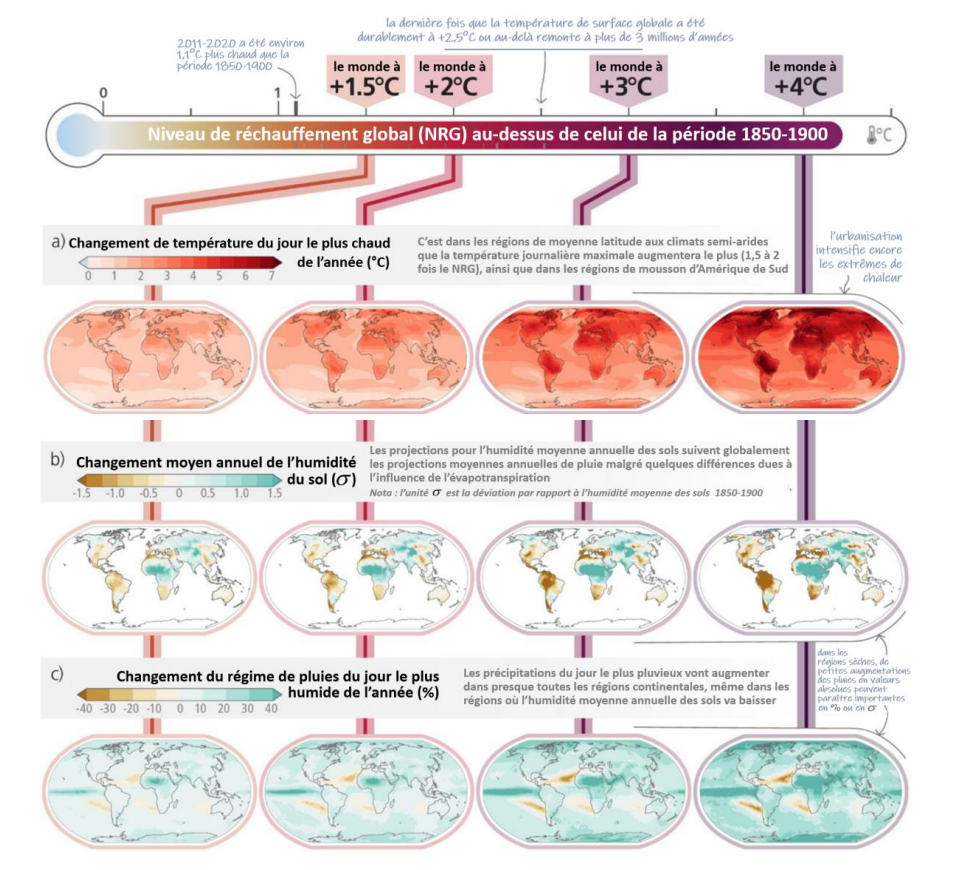 la dernière fois que la température de surface globale a été
durablement à +2,5°C ou au-delà remonte à plus de 3 millions d'années
2011-2020 a été environ
1,1°C plus chaud que la
période 1850-1900
le monde à
+1.5°C
le monde à
+2°C
le monde à
+3°C
le monde à
+4°C
0
1
Niveau de réchauffement global (NRG) au-dessus de celui de la période 1850-1900
°C
a) Changement de température du jour le plus chaud
de l'année (°C)
0 1 2 3 4 5 6 7
C'est dans les régions de moyenne latitude aux climats semi-arides
que la température journalière maximale augmentera le plus (1,5 à 2
fois le NRG), ainsi que dans les régions de mousson d'Amérique de Sud
l'urbanisation
intensifie encore
les extrêmes de
chaleur
b) Changement moyen annuel de l'humidité
du sol (σ)
-1.5 -1.0 -0.5 0 0.5 1.0 1.5
Les projections pour l'humidité moyenne annuelle des sols suivent globalement
les projections moyennes annuelles de pluie malgré quelques différences dues à
l'influence de l'évapotranspiration
Nota : l'unité σ est la déviation par rapport à l'humidité moyenne des sols 1850-1900
c) Changement du régime de pluies du jour le plus
humide de l'année (%)
-40 -30 -20 -10 0 10 20 30 40
Les précipitations du jour le plus pluvieux vont augmenter
dans presque toutes les régions continentales, même dans les
régions où l'humidité moyenne annuelle des sols va baisser
dans les
régions sèches, de
petites augmentations
des pluies en valeurs
absolues peuvent
paraître importantes
en % ou en σ